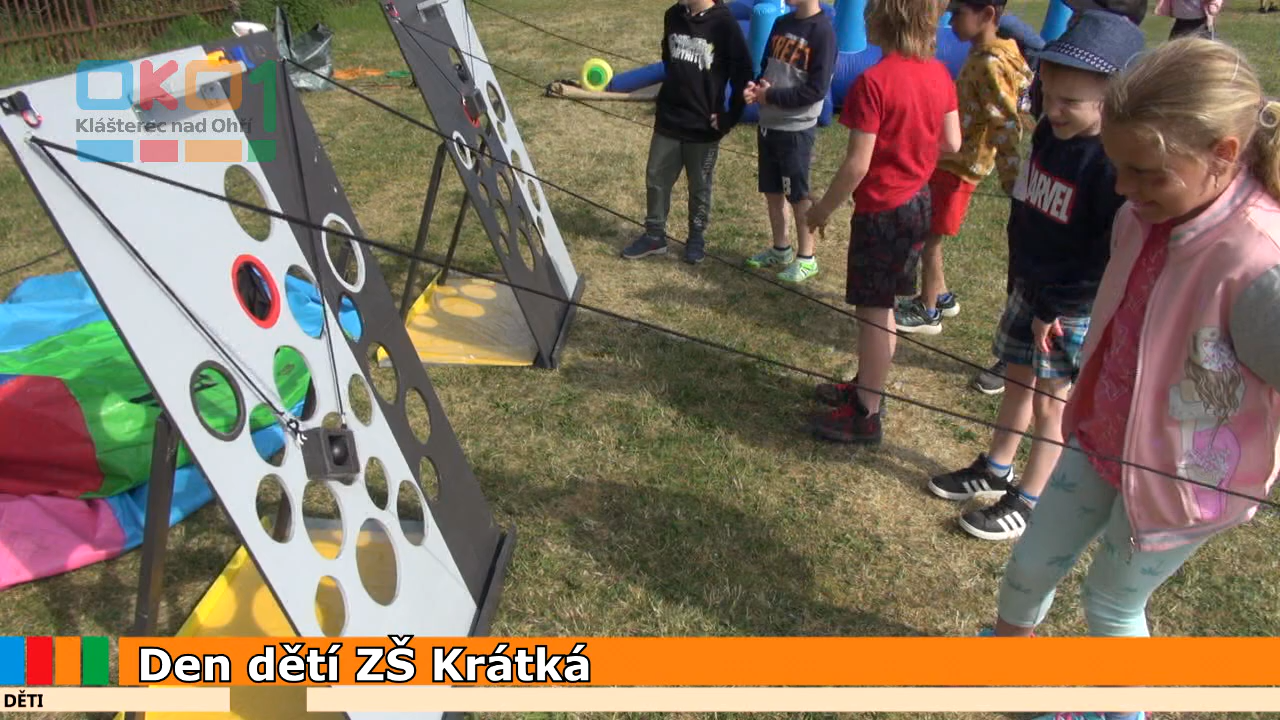 OKO1
Klášterec nad Ohří
MARVEL
Den dětí ZŠ Krátká
DĚTI